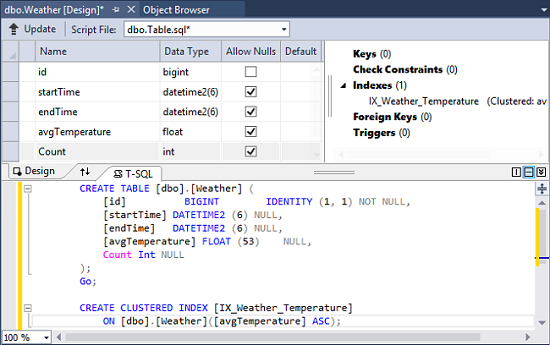 dbo.Weather [Design]* Object Browser
Update Script File: dbo.Table.sql*
Name Data Type Allow Nulls Default
id bigint
startTime datetime2(6)
endTime datetime2(6)
avgTemperature float
Count int
Keys (0)
Check Constraints (0)
Indexes (1)
IX_Weather_Temperature (Clustered: av
Foreign Keys (0)
Triggers (0)
Design T-SQL
CREATE TABLE [dbo].[Weather] (
[id] BIGINT IDENTITY (1, 1) NOT NULL,
[startTime] DATETIME2 (6) NULL,
[endTime] DATETIME2 (6) NULL,
[avgTemperature] FLOAT (53) NULL,
Count Int NULL
);
Go;
CREATE CLUSTERED INDEX [IX_Weather_Temperature]
ON [dbo].[Weather]([avgTemperature] ASC);
100 %